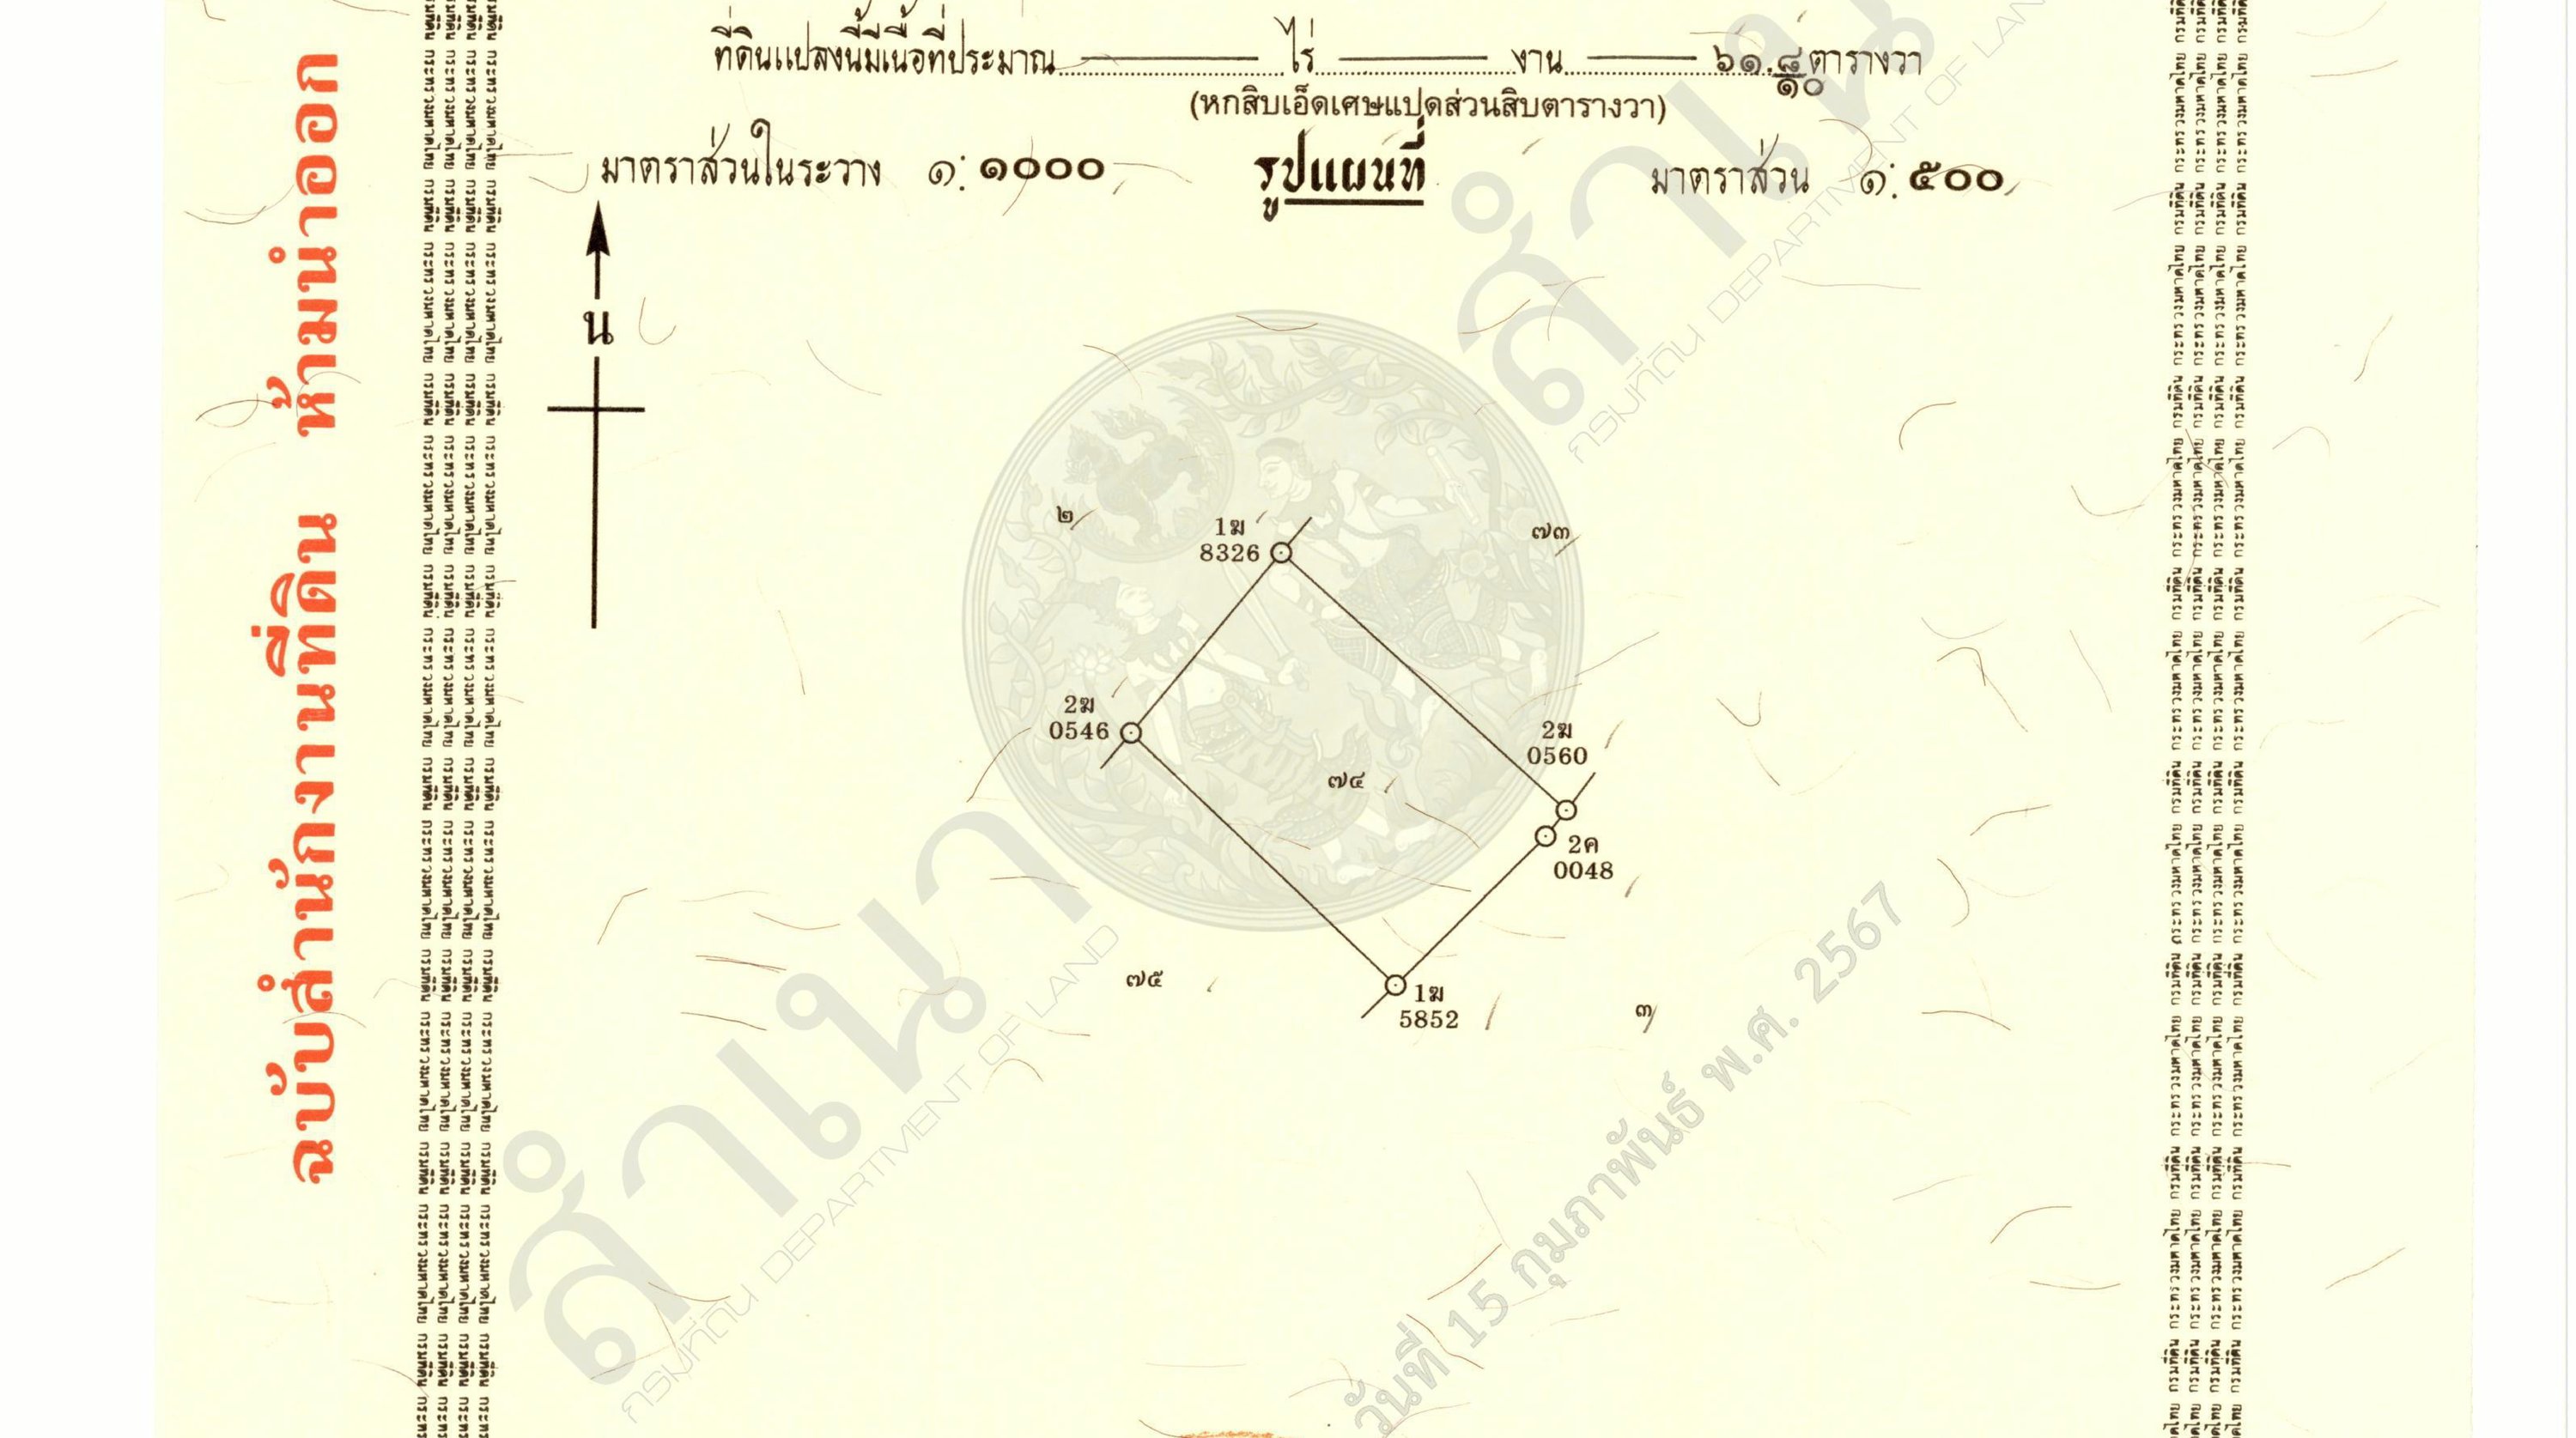 ที่ดินแปลงนี้มีเนื้อที่ประมาณ ไร่ งาน ๖๑.๘/๑๐ ตารางวา
(หกสิบเอ็ดเศษแปดส่วนสิบตารางวา)
มาตราส่วนในระวาง ๑: ๑๐๐๐ รูปแผนที่ มาตราส่วน ๑: ๕๐๐
น
๒
1ฆ
8326
๗๓
2ฆ
0546
2ฆ
0560
๗๔
2ค
0048
๗๕
1ฆ
5852
๓
ฉบับสำนักงานที่ดิน ห้ามนำออก
สำเนา
กรมที่ดิน DEPARTMENT OF LAND
สำเนา
กรมที่ดิน DEPARTMENT OF LAND
วันที่ 15 กุมภาพันธ์ พ.ศ. 2567
กรมที่ดิน กระทรวงมหาดไทย